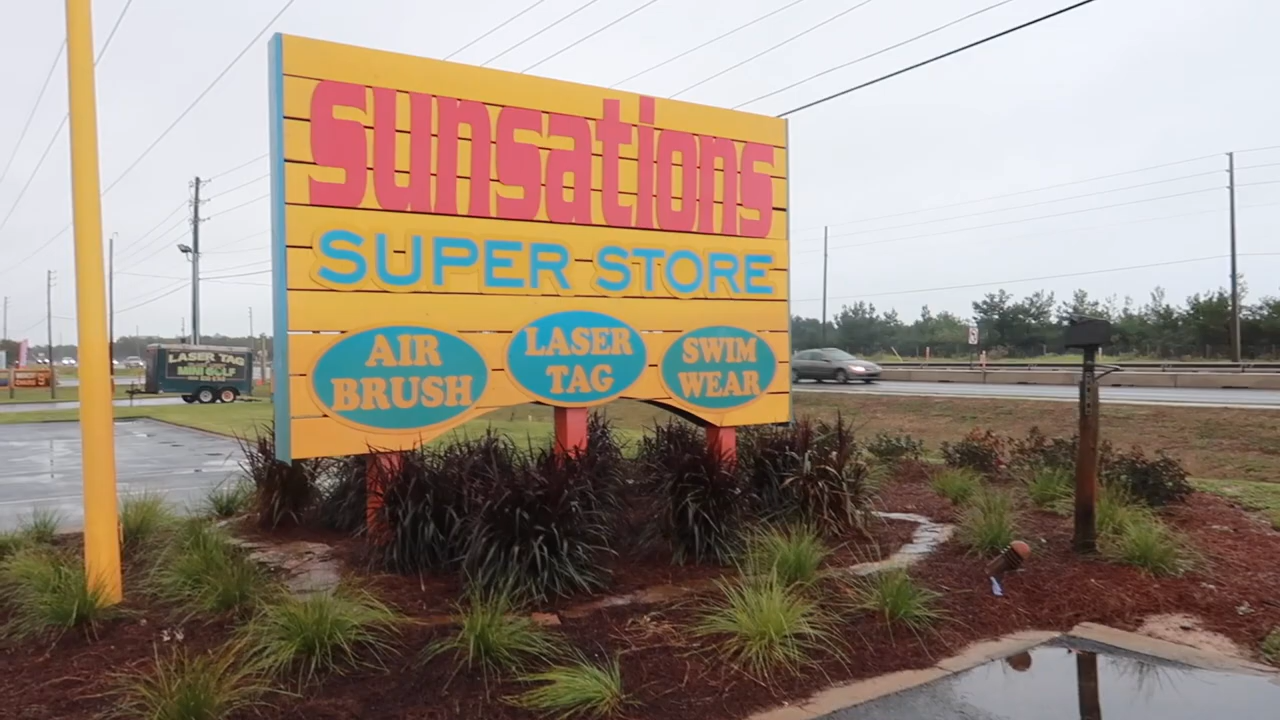 sunsations
SUPER STORE
AIR
BRUSH
LASER
TAG
SWIM
WEAR
LASER TAG
MINI GOLF